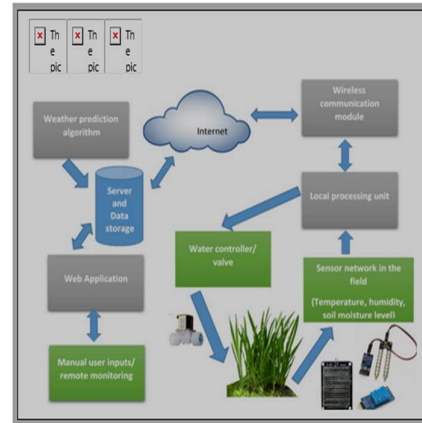 Th
e
pic
Th
e
pic
Th
e
pic
Weather prediction
algorithm
Internet
Wireless
communication
module
Server
and
Data
storage
Local processing unit
Water controller/
valve
Web Application
Sensor network in the
field
(Temperature, humidity,
soil moisture level)
Manual user inputs/
remote monitoring